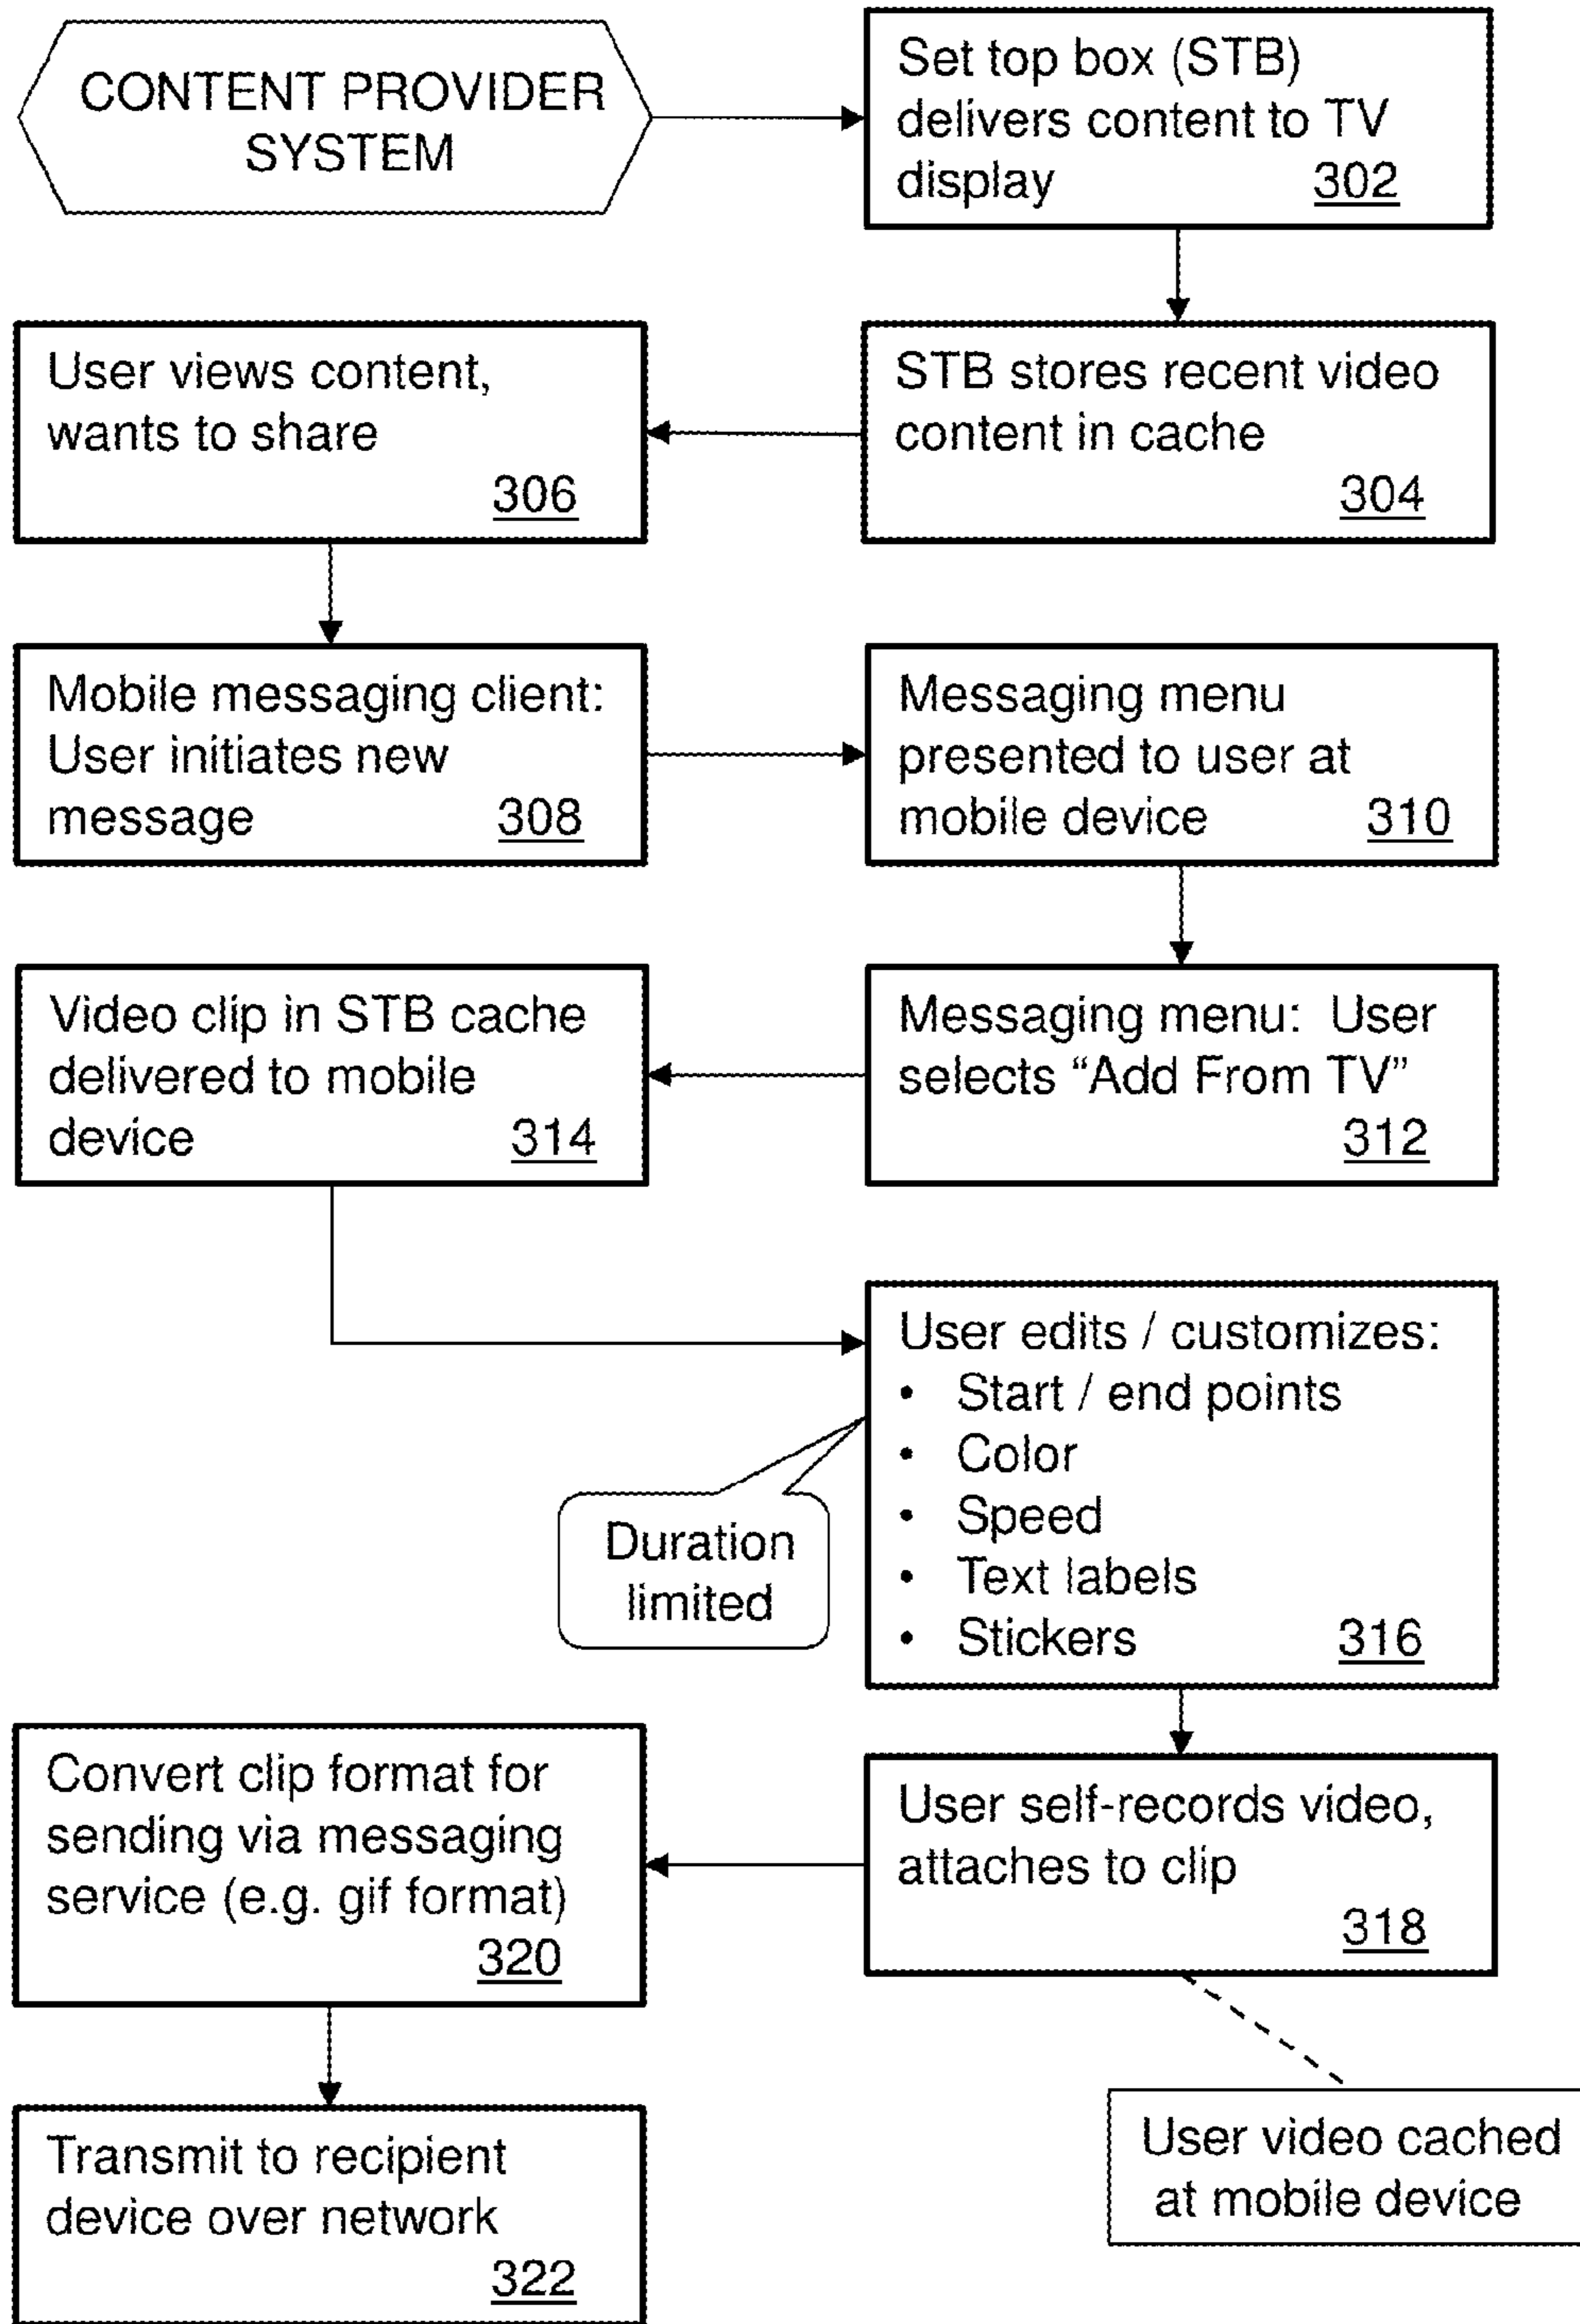 CONTENT PROVIDER
SYSTEM
Set top box (STB)
delivers content to TV
display 302
User views content,
wants to share
306
STB stores recent video
content in cache
304
Mobile messaging client:
User initiates new
message 308
Messaging menu
presented to user at
mobile device 310
Video clip in STB cache
delivered to mobile
device 314
Messaging menu: User
selects “Add From TV”
312
User edits / customizes:
• Start / end points
• Color
• Speed
• Text labels
• Stickers 316
Duration
limited
Convert clip format for
sending via messaging
service (e.g. gif format)
320
User self-records video,
attaches to clip
318
Transmit to recipient
device over network
322
User video cached
at mobile device